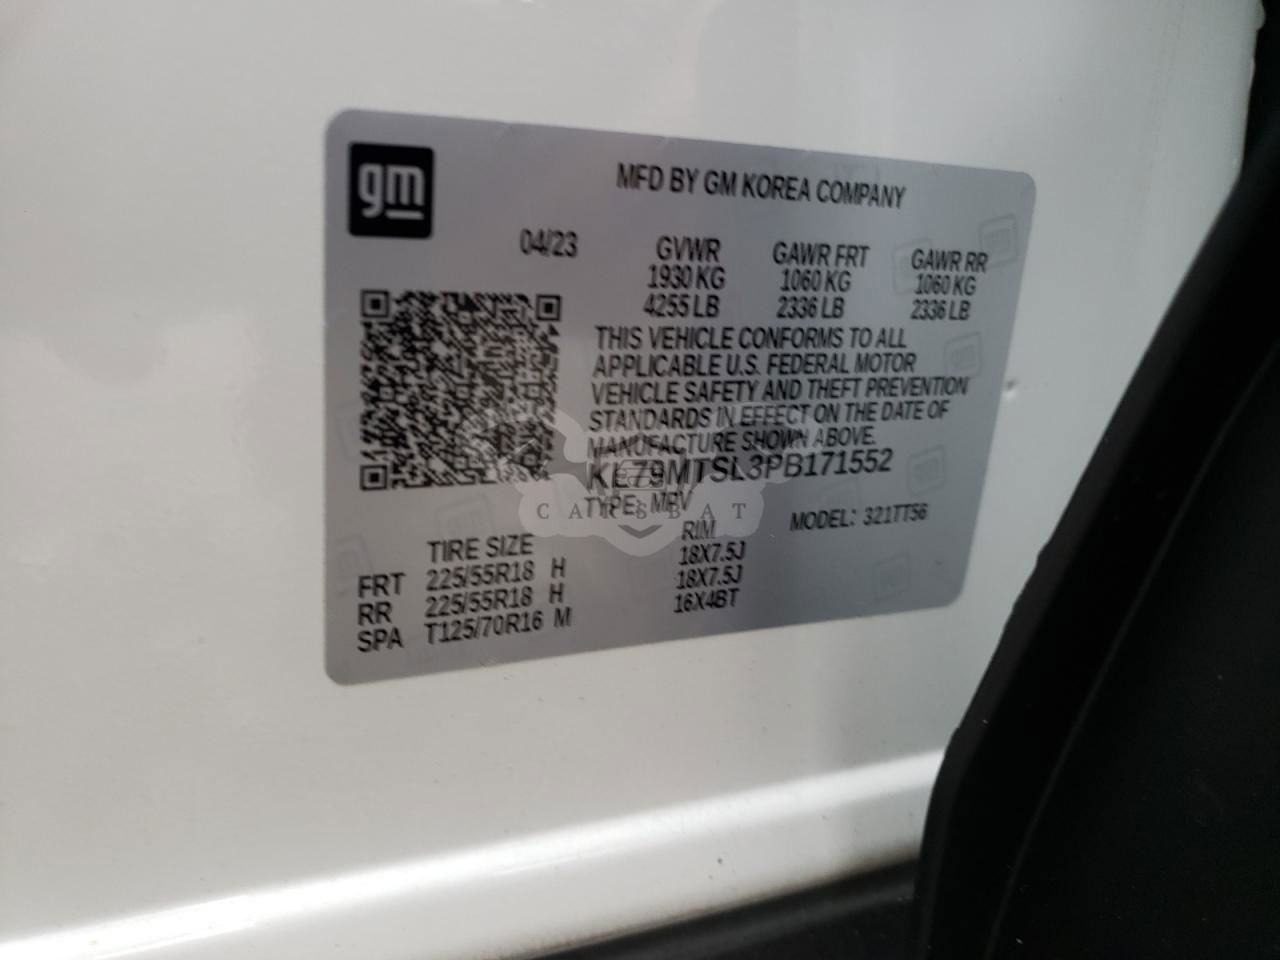 gm
MFD BY GM KOREA COMPANY
04/23 GVWR GAWR FRT GAWR RR
1930 KG 1060 KG 1060 KG
4255 LB 2336 LB 2336 LB
THIS VEHICLE CONFORMS TO ALL
APPLICABLE U.S. FEDERAL MOTOR
VEHICLE SAFETY AND THEFT PREVENTION
STANDARDS IN EFFECT ON THE DATE OF
MANUFACTURE SHOWN ABOVE.
KL79MTSL3PB171552
TYPE: MPV MODEL: 321TT56
CARSBAT
TIRE SIZE RIM
FRT 225/55R18 H 18X7.5J
RR 225/55R18 H 18X7.5J
SPA T125/70R16 M 16X4BT